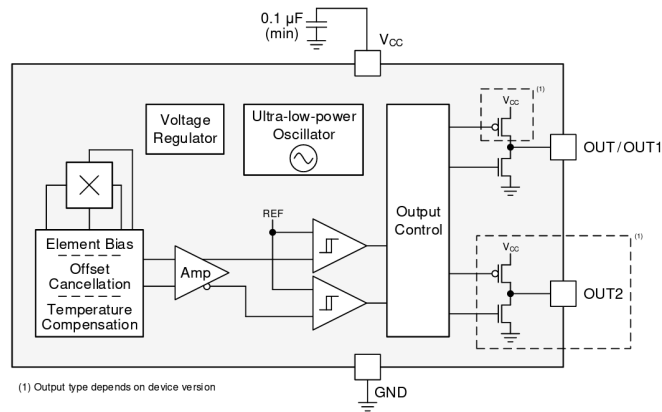 0.1 µF
(min)
VCC
Voltage
Regulator
Ultra-low-power
Oscillator
(1)
VCC
OUT / OUT1
Output
Control
REF
Element Bias
Offset
Cancellation
Temperature
Compensation
Amp
(1)
VCC
OUT2
GND
(1) Output type depends on device version